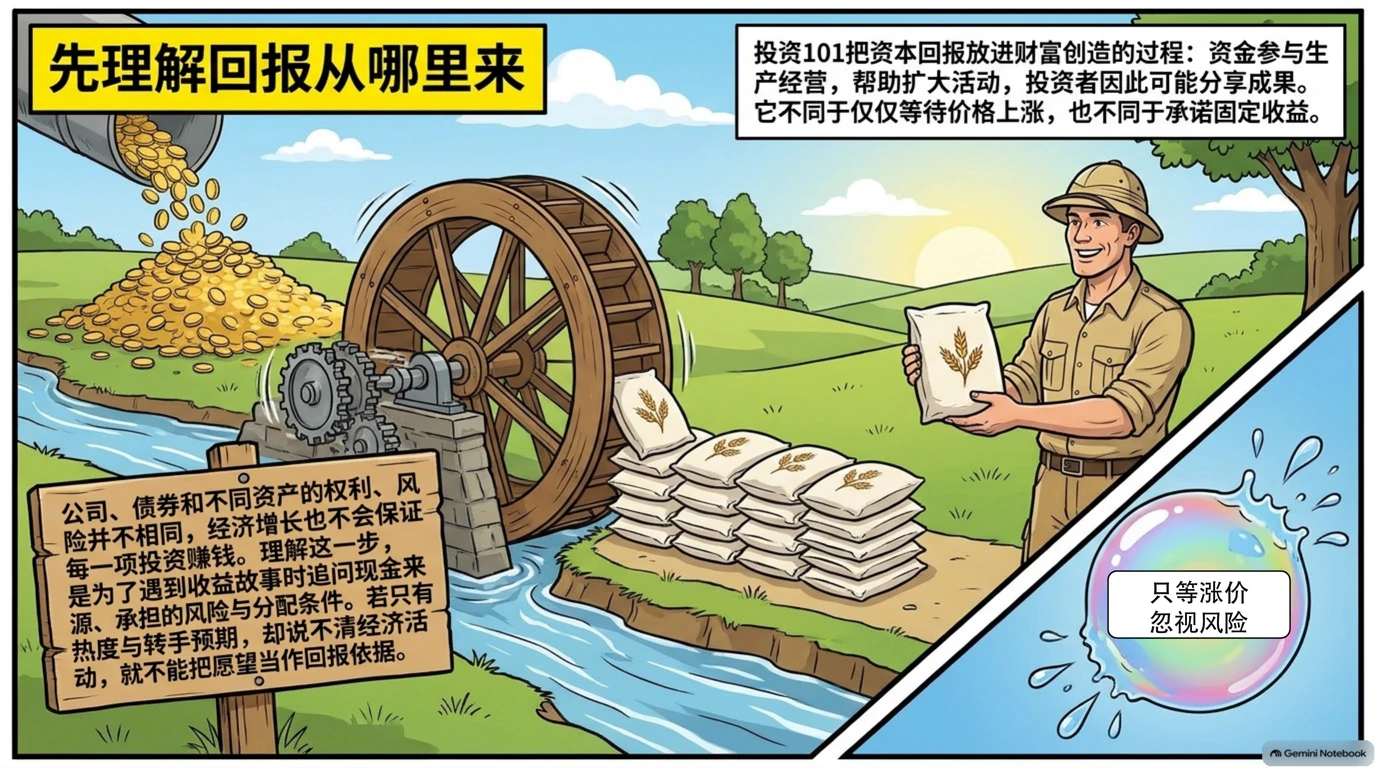 先理解回报从哪里来
投资101把资本回报放进财富创造的过程：资金参与生
产经营，帮助扩大活动，投资者因此可能分享成果。
它不同于仅仅等待价格上涨，也不同于承诺固定收益。
公司、债券和不同资产的权利、风
险并不相同，经济增长也不会保证
每一项投资赚钱。理解这一步，
是为了遇到收益故事时追问现金来
源、承担的风险与分配条件。若只有
热度与转手预期，却说不清经济活
动，就不能把愿望当作回报依据。
只等涨价
忽视风险
Gemini Notebook